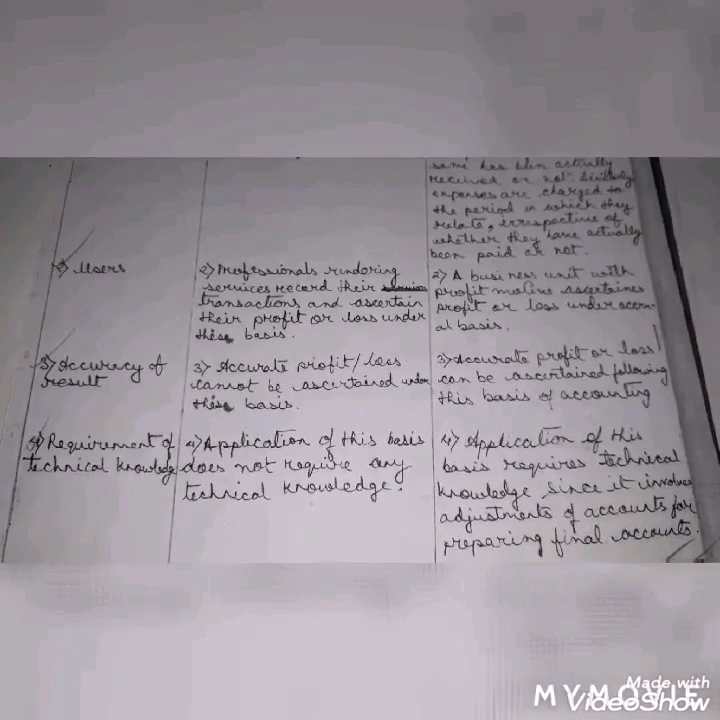 same has been actually
received or not. Similarly
expenses are charged to
the period in which they
relate, irrespective of
whether they have actually
been paid or not.
2) Users
2) Professionals rendering
services record their
transactions and ascertain
their profit or loss under
this basis.
2) A business unit with
profit motive ascertaines
profit or loss under accru-
al basis.
3) Accuracy of
result
3) Accurate profit/loss
cannot be ascertained under
this basis.
3) Accurate profit or loss
can be ascertained following
this basis of accounting
4) Requirement of
technical knowledge
4) Application of this basis
does not require any
technical knowledge.
4) Application of this
basis requires technical
knowledge since it involves
adjustments of accounts for
preparing final accounts.
Made with
MYMOVIE
VideoShow